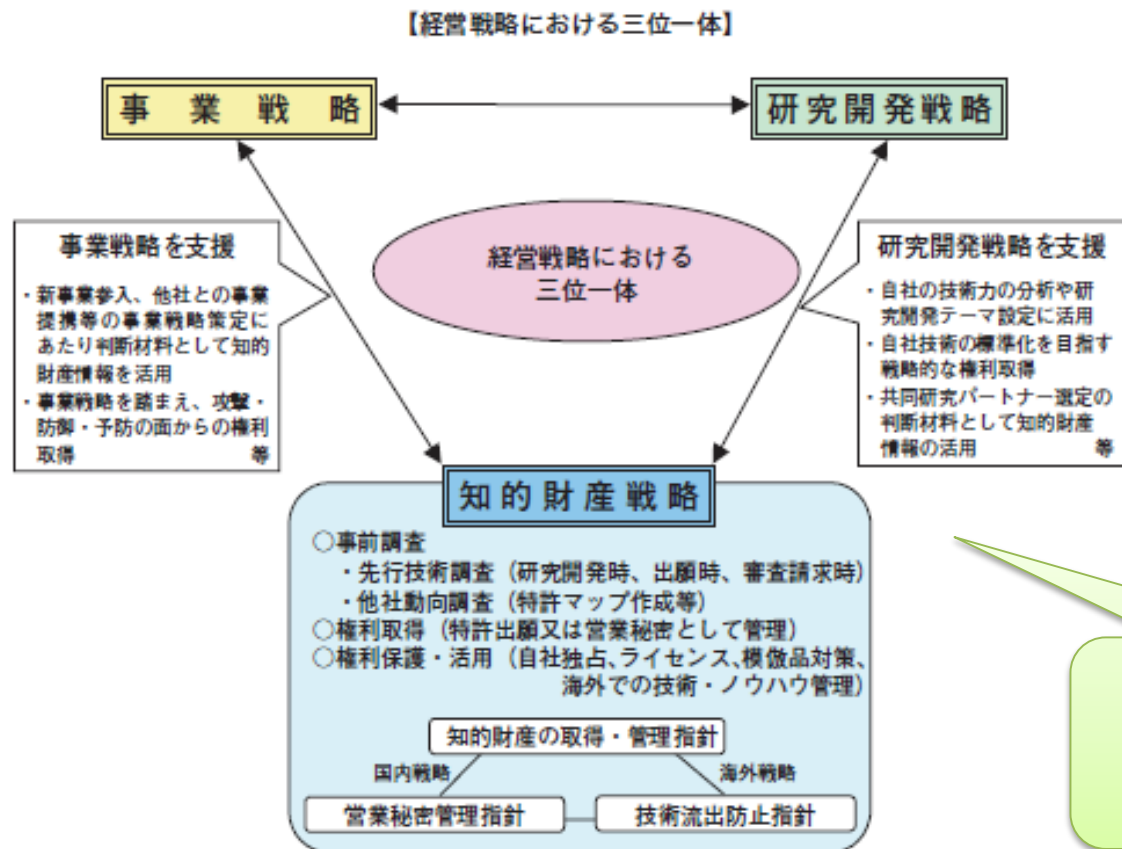 【経営戦略における三位一体】
事業戦略
研究開発戦略
経営戦略における
三位一体
事業戦略を支援
・新事業参入、他社との事業
提携等の事業戦略策定に
あたり判断材料として知的
財産情報を活用
・事業戦略を踏まえ、攻撃・
防御・予防の面からの権利
取得 等
研究開発戦略を支援
・自社の技術力の分析や研
究開発テーマ設定に活用
・自社技術の標準化を目指す
戦略的な権利取得
・共同研究パートナー選定の
判断材料として知的財産
情報の活用 等
知的財産戦略
○事前調査
・先行技術調査（研究開発時、出願時、審査請求時）
・他社動向調査（特許マップ作成等）
○権利取得（特許出願又は営業秘密として管理）
○権利保護・活用（自社独占、ライセンス、模倣品対策、
海外での技術・ノウハウ管理）
知的財産の取得・管理指針
国内戦略
海外戦略
営業秘密管理指針
技術流出防止指針